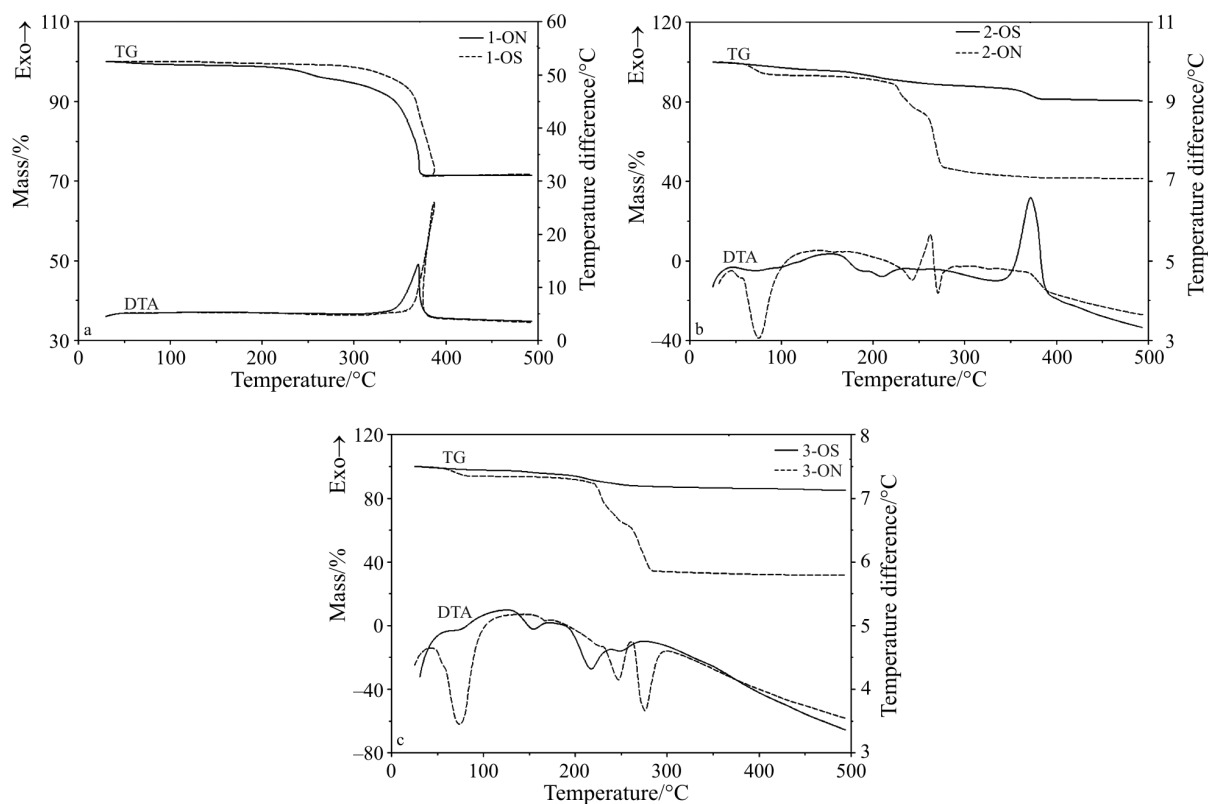 110
60
Exo→
TG
1-ON
1-OS
50
90
40
Mass/%
70
30
Temperature difference/°C
20
50
10
DTA
a
30
0
0
100
200
300
400
500
Temperature/°C
120
11
Exo→
TG
2-OS
2-ON
10
80
9
8
Mass/%
40
7
Temperature difference/°C
6
DTA
0
5
4
b
–40
3
0
100
200
300
400
500
Temperature/°C
120
8
Exo→
TG
3-OS
3-ON
80
7
Mass/%
40
6
Temperature difference/°C
DTA
0
5
–40
4
c
–80
3
0
100
200
300
400
500
Temperature/°C